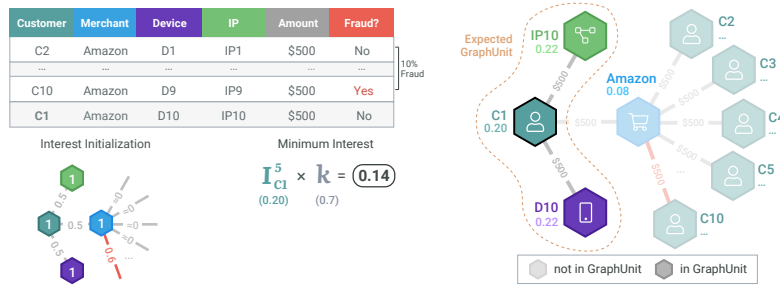 Customer Merchant Device IP Amount Fraud?
C2 Amazon D1 IP1 $500 No
... ... ... ... ... ...
C10 Amazon D9 IP9 $500 Yes
C1 Amazon D10 IP10 $500 No
10%
Fraud
Interest Initialization
1
0.5
1
0.5
1
0.5
1
≈0
≈0
≈0
≈0
...
0.6
Minimum Interest
I 5 C1 × k = 0.14
(0.20) (0.7)
Expected
GraphUnit
IP10
0.22
$500
C1
0.20
$500
$500
D10
0.22
Amazon
0.08
$500
C2
...
$500
C3
...
$500
C4
...
$500
C5
...
...
$500
C10
...
not in GraphUnit in GraphUnit